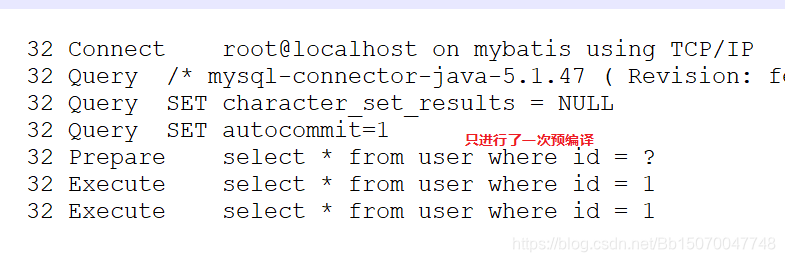 32 Connect root@localhost on mybatis using TCP/IP
32 Query /* mysql-connector-java-5.1.47 ( Revision: fe
32 Query SET character_set_results = NULL
32 Query SET autocommit=1
只进行了一次预编译
32 Prepare select * from user where id = ?
32 Execute select * from user where id = 1
32 Execute select * from user where id = 1
https://blog.csdn.net/Bb15070047748